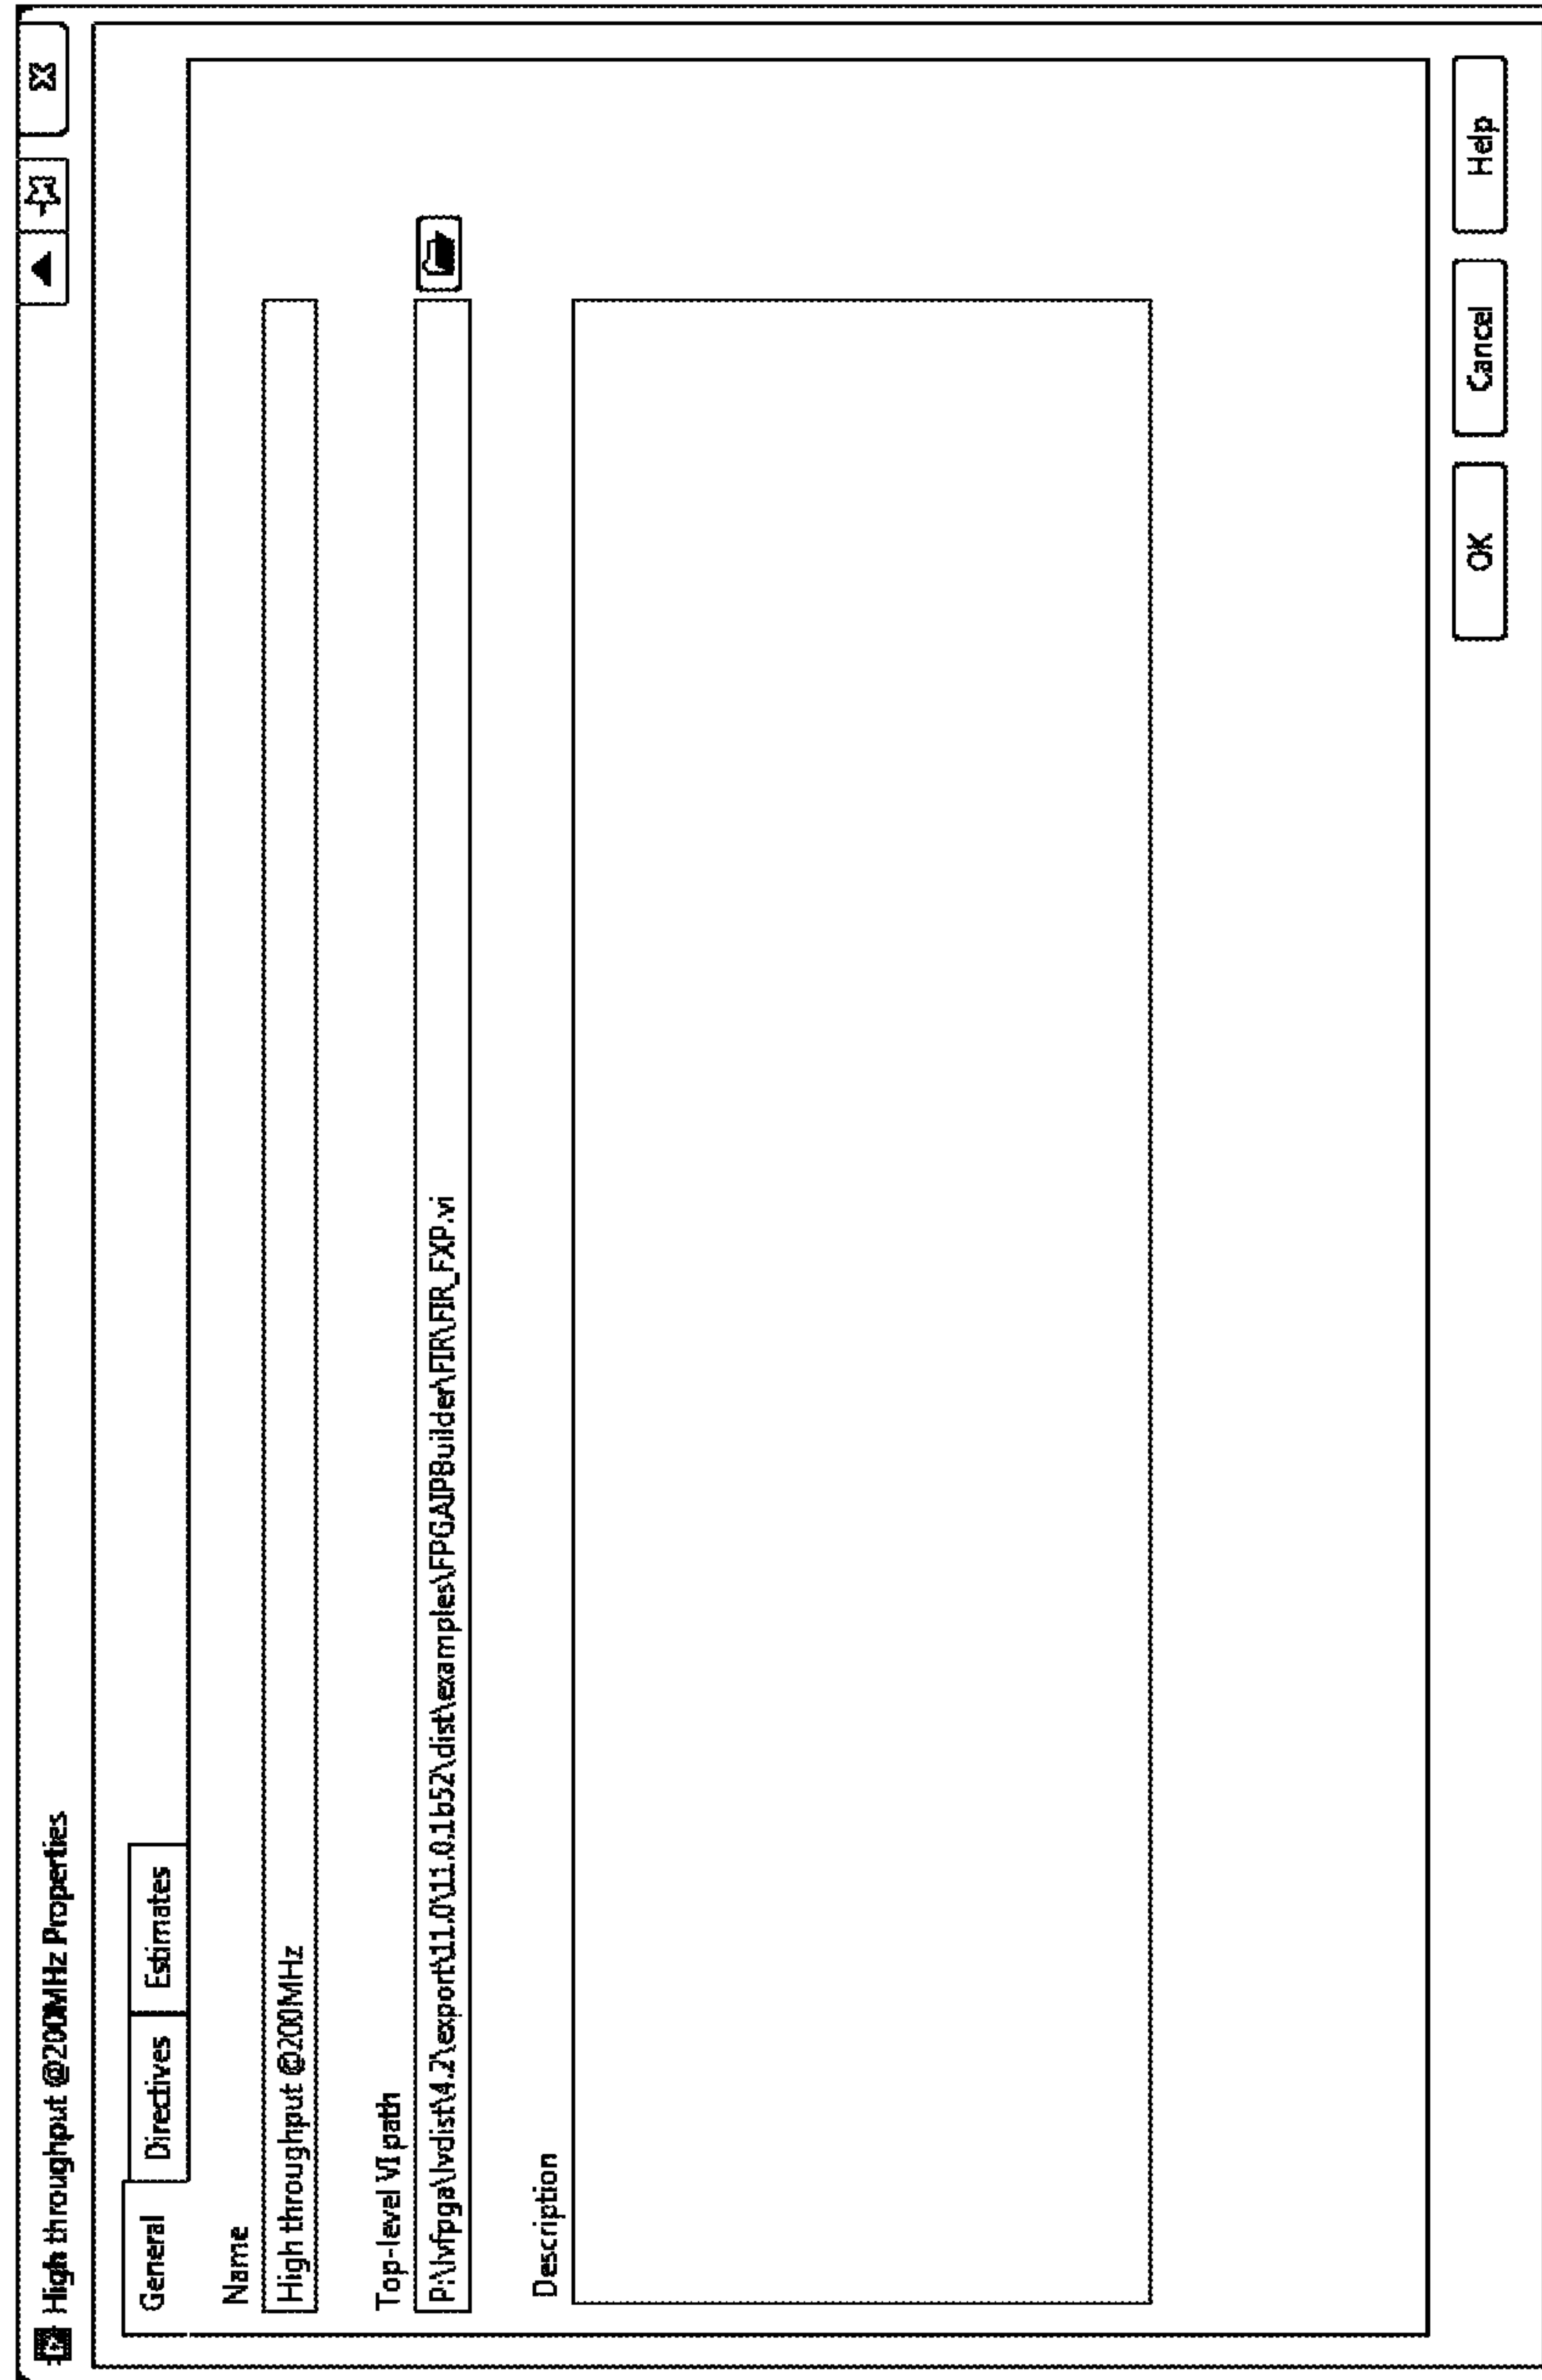 High throughput @200MHz Properties
General Directives Estimates
Name
High throughput @200MHz
Top-level VI path
P:\lvfpga\lvdist\4.2\export\11.0\11.0.1b52\dist\examples\FPGAIPBuilder\FIR\FIR_FXP.vi
Description
OK Cancel Help